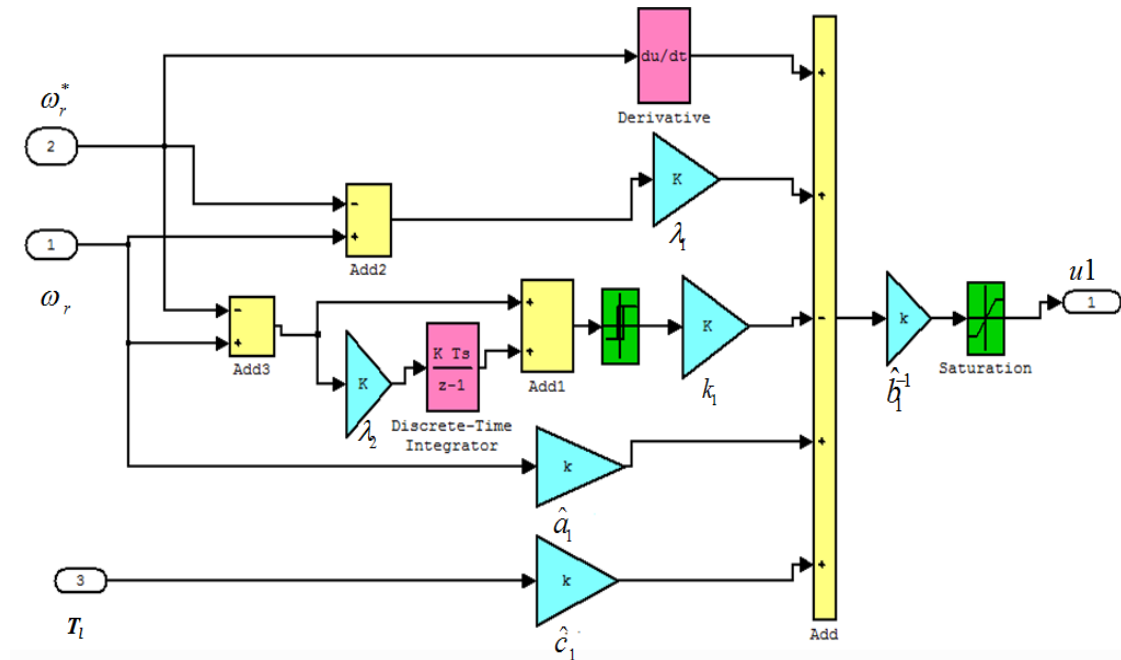 du/dt
Derivative
ω_r^*
2
K
λ_1
-
+
Add2
1
ω_r
-
+
Add3
K
λ_2
K Ts
z-1
Discrete-Time
Integrator
+
+
Add1
K
k_1
k
â_1
3
T_l
k
ĉ_1
+
+
-
+
+
Add
k
b̂_1^{-1}
Saturation
u1
1